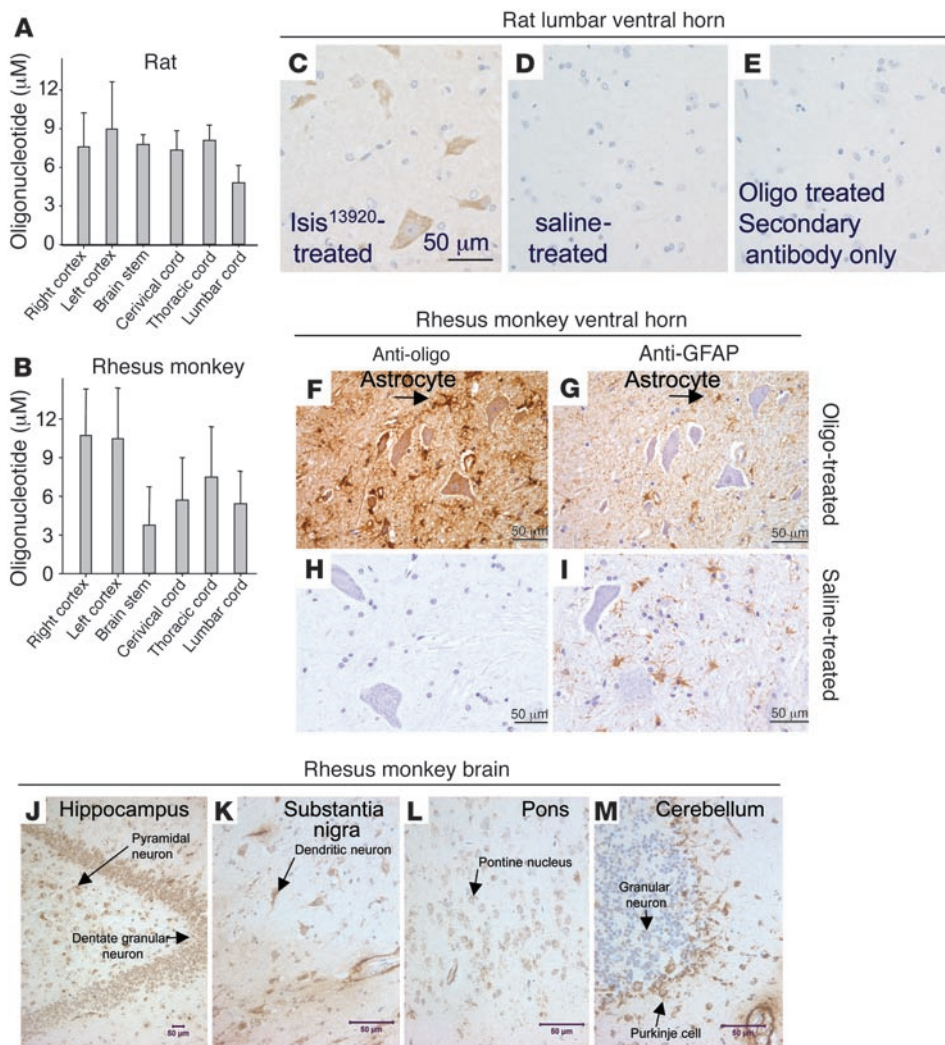 A
Rat
Oligonucleotide (µM)
12
9
6
3
0
Right cortex
Left cortex
Brain stem
Cerivical cord
Thoracic cord
Lumbar cord
B
Rhesus monkey
Oligonucleotide (µM)
12
9
6
3
0
Right cortex
Left cortex
Brain stem
Cerivical cord
Thoracic cord
Lumbar cord
Rat lumbar ventral horn
C
Isis13920-
treated
50 µm
D
saline-
treated
E
Oligo treated
Secondary
antibody only
Rhesus monkey ventral horn
Anti-oligo
Anti-GFAP
F
Astrocyte
50 µm
G
Astrocyte
50 µm
Oligo-treated
H
50 µm
I
50 µm
Saline-treated
Rhesus monkey brain
J
Hippocampus
Pyramidal
neuron
Dentate granular
neuron
50 µm
K
Substantia
nigra
Dendritic neuron
50 µm
L
Pons
Pontine nucleus
50 µm
M
Cerebellum
Granular
neuron
Purkinje cell
50 µm